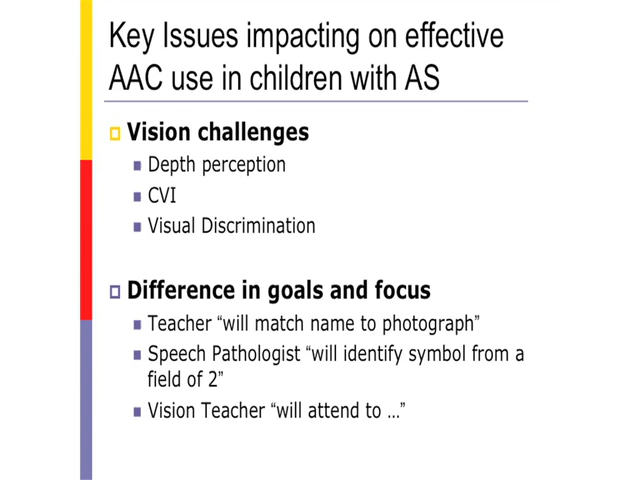 Key Issues impacting on effective
AAC use in children with AS
Vision challenges
Depth perception
CVI
Visual Discrimination
Difference in goals and focus
Teacher “will match name to photograph”
Speech Pathologist “will identify symbol from a
field of 2”
Vision Teacher “will attend to ...”